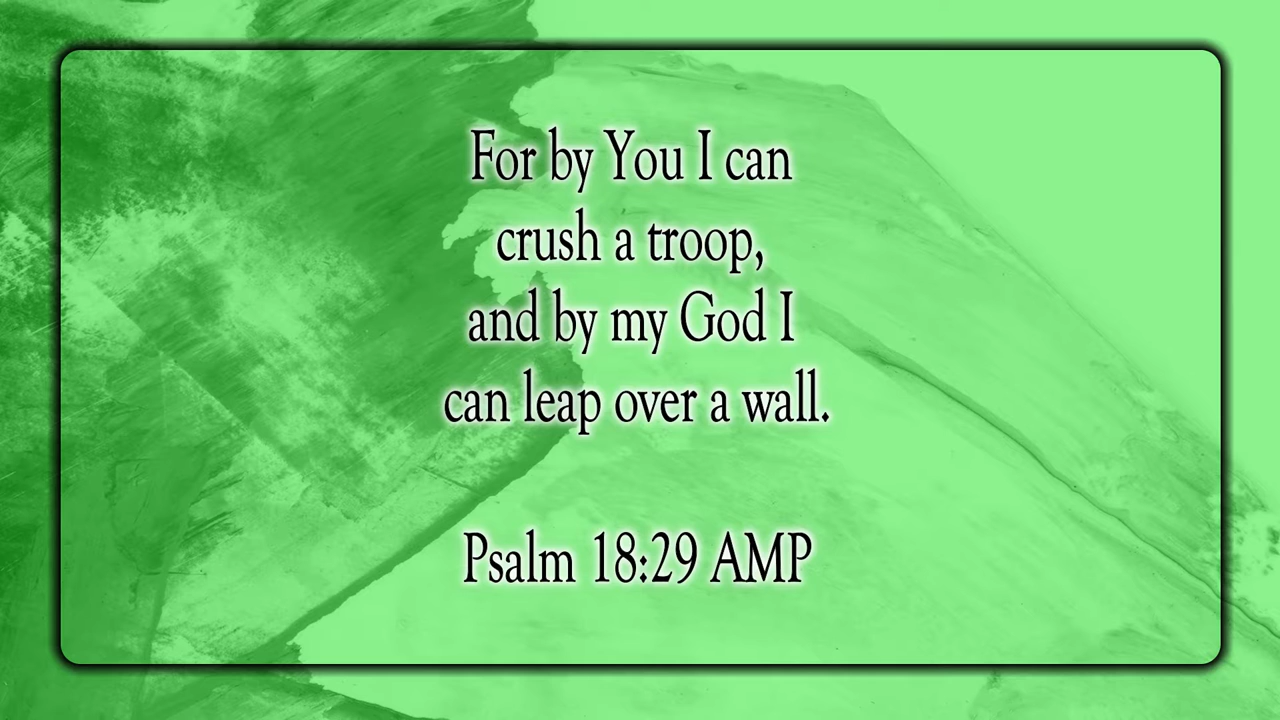 For by You I can
crush a troop,
and by my God I
can leap over a wall.
Psalm 18:29 AMP